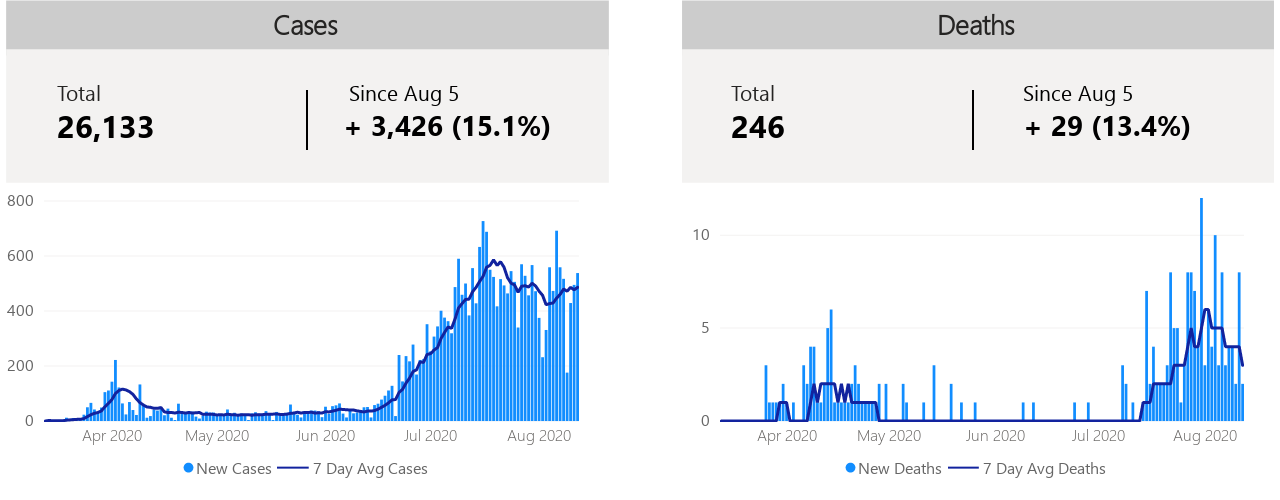 Cases
Total
Since Aug 5
26,133
+ 3,426 (15.1%)
800
600
400
200
0
Apr 2020 May 2020 Jun 2020 Jul 2020 Aug 2020
New Cases 7 Day Avg Cases
Deaths
Total
Since Aug 5
246
+ 29 (13.4%)
10
5
0
Apr 2020 May 2020 Jun 2020 Jul 2020 Aug 2020
New Deaths 7 Day Avg Deaths